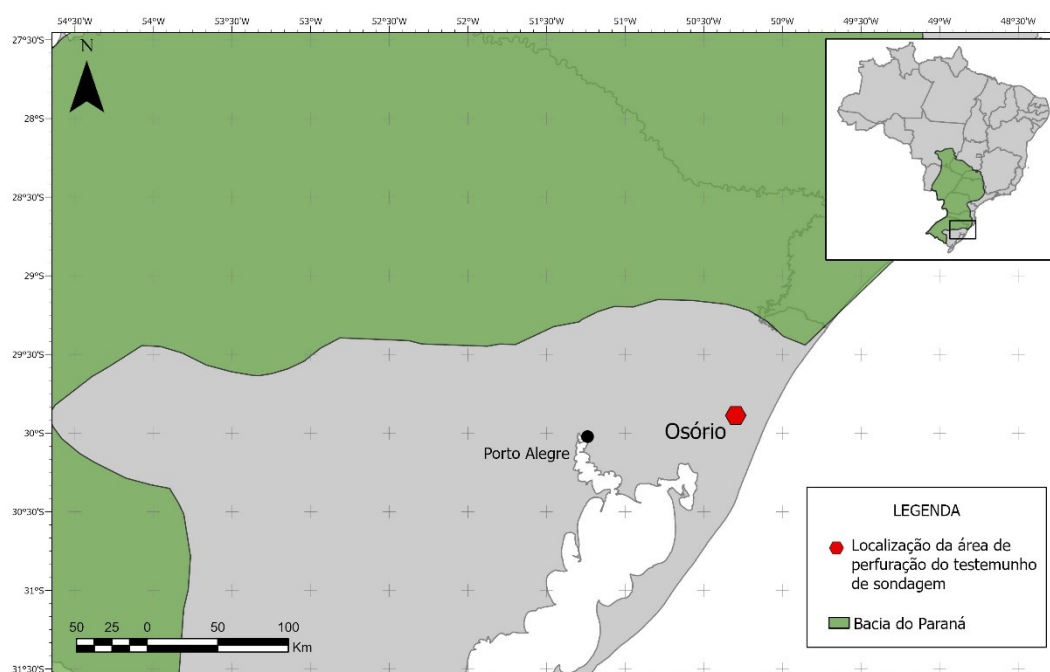 54°30'S 54°W 53°30'W 53°W 52°30'W 52°W 51°30'W 51°W 50°30'W 50°W 49°30'W 49°W 48°30'W
27°30'S
N
28°S
28°30'S
29°S
29°30'S
30°S
30°30'S
31°S
31°30'S
Osório
Porto Alegre
LEGENDA
Localização da área de
perfuração do testemunho
de sondagem
Bacia do Paraná
50 25 0 50 100
Km